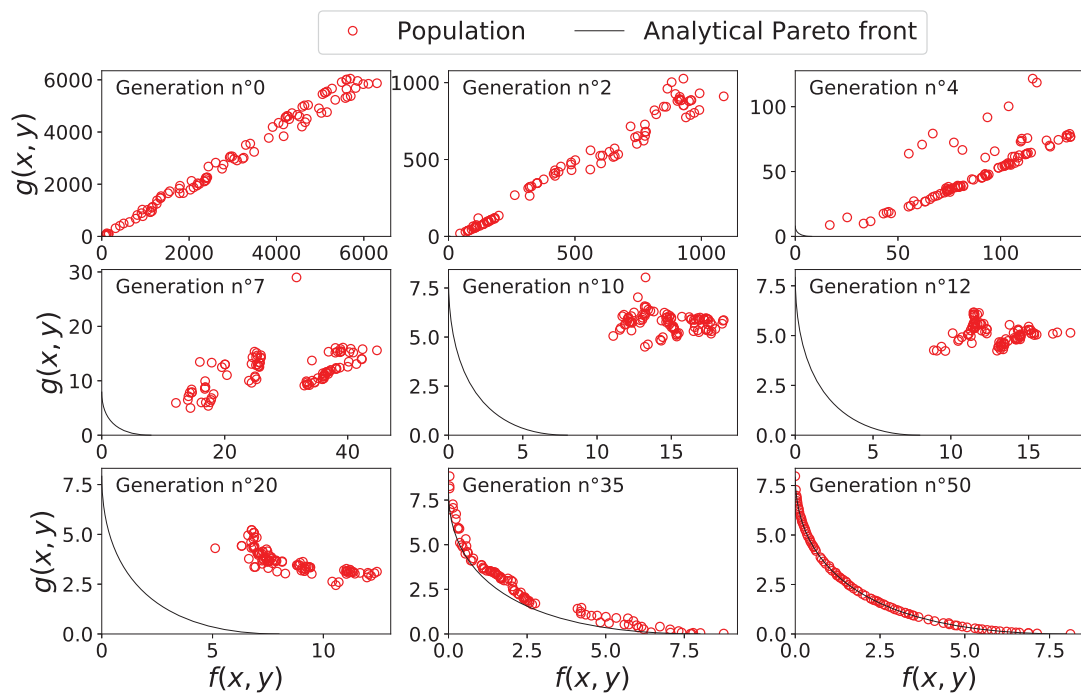 Population Analytical Pareto front
Generation n°0 Generation n°2 Generation n°4
g(x, y)
6000
4000
2000
0
0 2000 4000 6000
1000
500
0
0 500 1000
100
50
0
0 50 100
Generation n°7 Generation n°10 Generation n°12
g(x, y)
30
20
10
0
0 20 40
7.5
5.0
2.5
0.0
0 5 10 15
7.5
5.0
2.5
0.0
0 5 10 15
Generation n°20 Generation n°35 Generation n°50
g(x, y)
7.5
5.0
2.5
0.0
0 5 10
7.5
5.0
2.5
0.0
0.0 2.5 5.0 7.5
7.5
5.0
2.5
0.0
0.0 2.5 5.0 7.5
f(x, y) f(x, y) f(x, y)